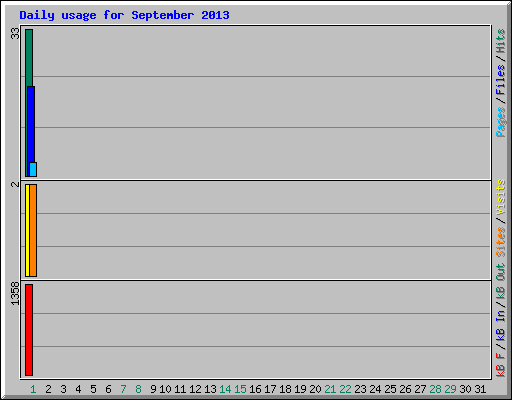 Daily usage for September 2013
33
Pages / Files / Hits
2
Sites / Visits
1358
kB F / kB In / kB Out
1 2 3 4 5 6 7 8 9 10 11 12 13 14 15 16 17 18 19 20 21 22 23 24 25 26 27 28 29 30 31